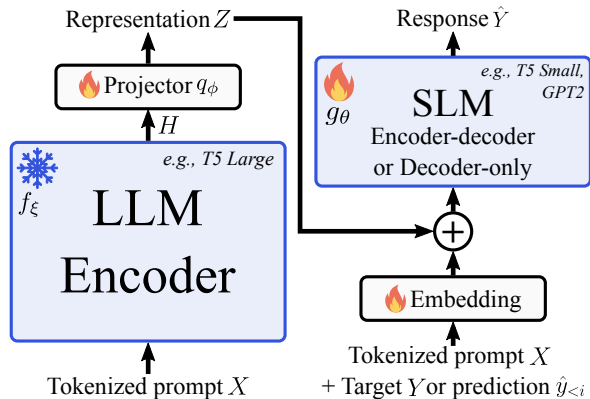 Representation Z
Projector q_ϕ
H
e.g., T5 Large
f_ξ
LLM
Encoder
Tokenized prompt X
Response Ŷ
e.g., T5 Small,
GPT2
g_θ
SLM
Encoder-decoder
or Decoder-only
+
Embedding
Tokenized prompt X
+ Target Y or prediction ŷ_{<i}